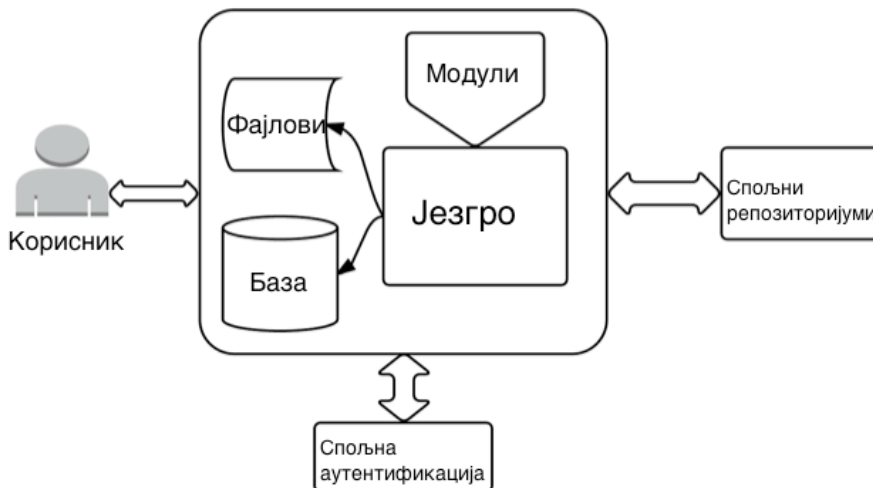 Модули
Фајлови
Језгро
База
Корисник
Спољни
репозиторијуми
Спољна
аутентификација